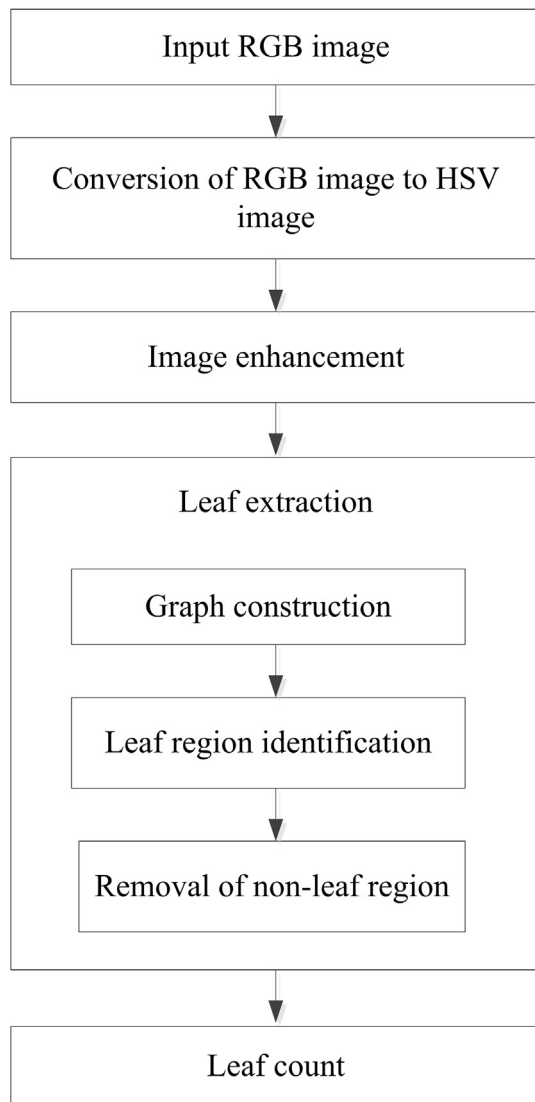 Input RGB image
Conversion of RGB image to HSV
image
Image enhancement
Leaf extraction
Graph construction
Leaf region identification
Removal of non-leaf region
Leaf count